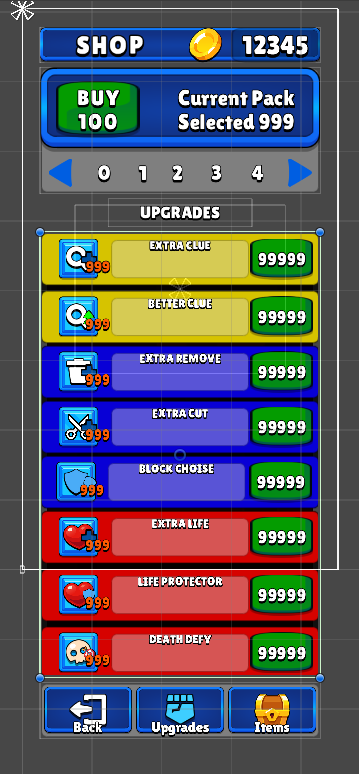 SHOP 12345
BUY
100
Current Pack
Selected 999
0 1 2 3 4
UPGRADES
EXTRA CLUE
999
99999
BETTER CLUE
999
99999
EXTRA REMOVE
999
99999
EXTRA CUT
999
99999
BLOCK CHOISE
999
99999
EXTRA LIFE
999
99999
LIFE PROTECTOR
999
99999
DEATH DEFY
999
99999
Back Upgrades Items